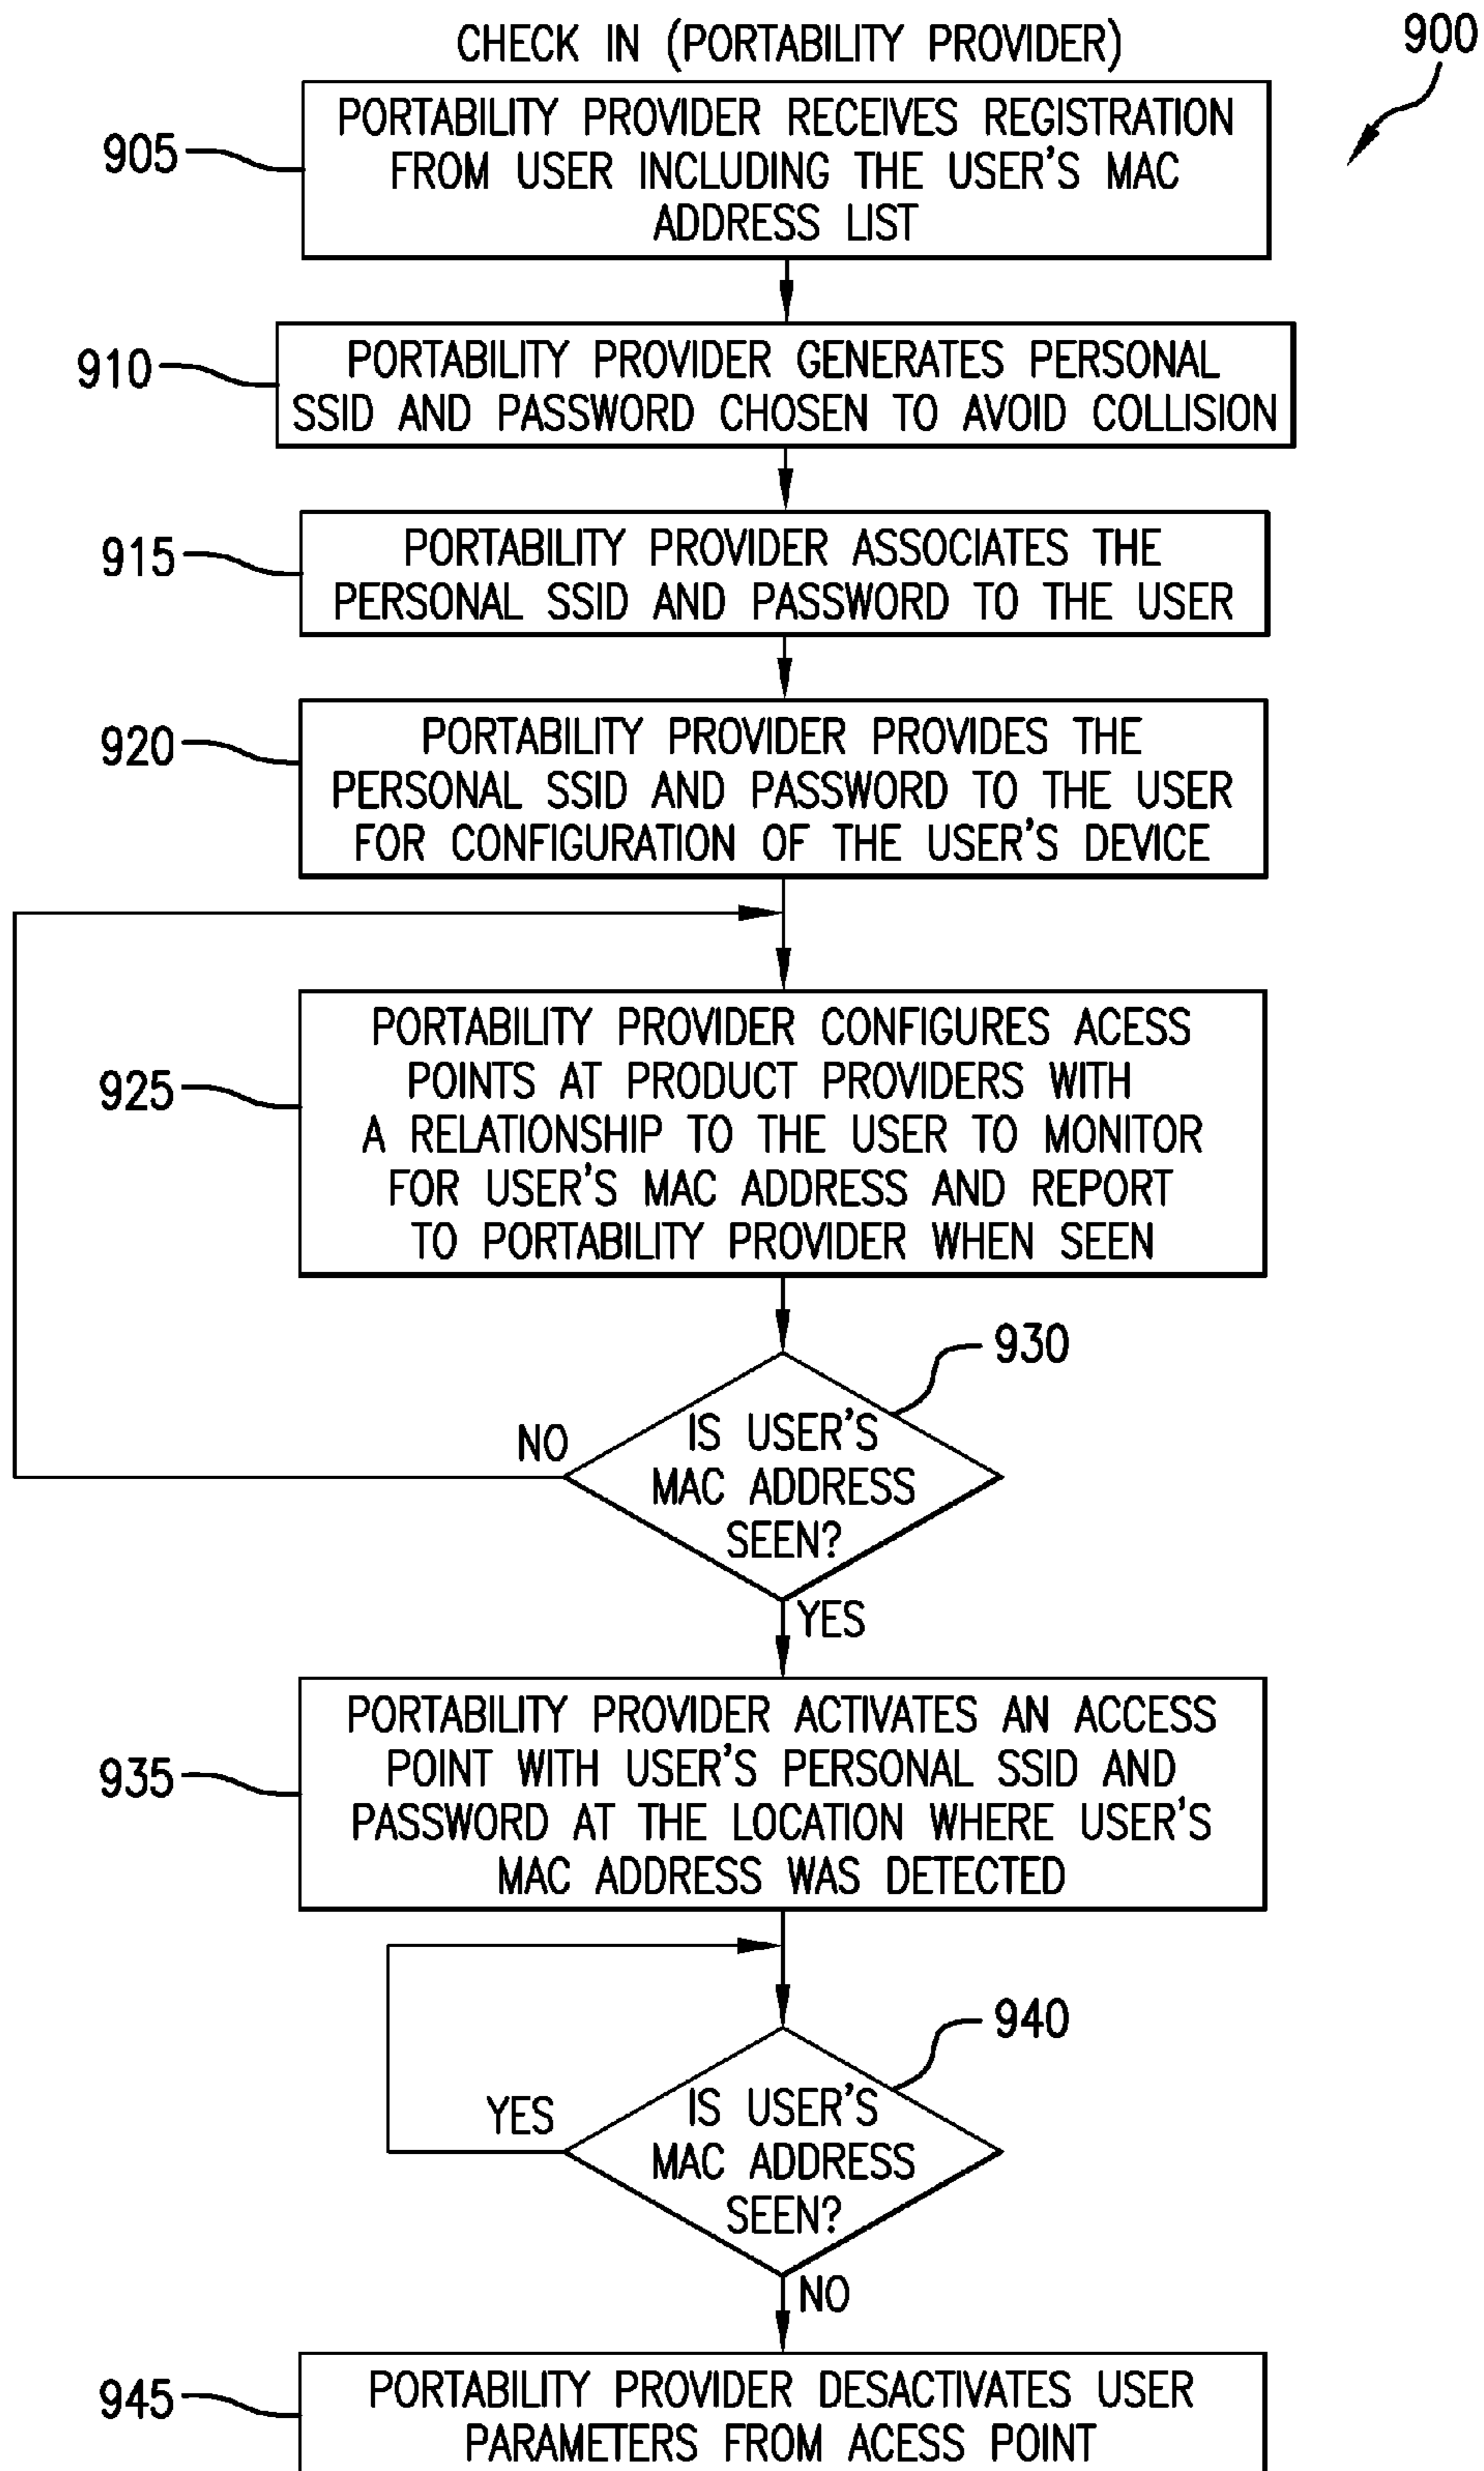 CHECK IN (PORTABILITY PROVIDER)
900
905
PORTABILITY PROVIDER RECEIVES REGISTRATION
FROM USER INCLUDING THE USER'S MAC
ADDRESS LIST
910
PORTABILITY PROVIDER GENERATES PERSONAL
SSID AND PASSWORD CHOSEN TO AVOID COLLISION
915
PORTABILITY PROVIDER ASSOCIATES THE
PERSONAL SSID AND PASSWORD TO THE USER
920
PORTABILITY PROVIDER PROVIDES THE
PERSONAL SSID AND PASSWORD TO THE USER
FOR CONFIGURATION OF THE USER'S DEVICE
925
PORTABILITY PROVIDER CONFIGURES ACESS
POINTS AT PRODUCT PROVIDERS WITH
A RELATIONSHIP TO THE USER TO MONITOR
FOR USER'S MAC ADDRESS AND REPORT
TO PORTABILITY PROVIDER WHEN SEEN
930
NO
IS USER'S
MAC ADDRESS
SEEN?
YES
935
PORTABILITY PROVIDER ACTIVATES AN ACCESS
POINT WITH USER'S PERSONAL SSID AND
PASSWORD AT THE LOCATION WHERE USER'S
MAC ADDRESS WAS DETECTED
940
YES
IS USER'S
MAC ADDRESS
SEEN?
NO
945
PORTABILITY PROVIDER DESACTIVATES USER
PARAMETERS FROM ACESS POINT